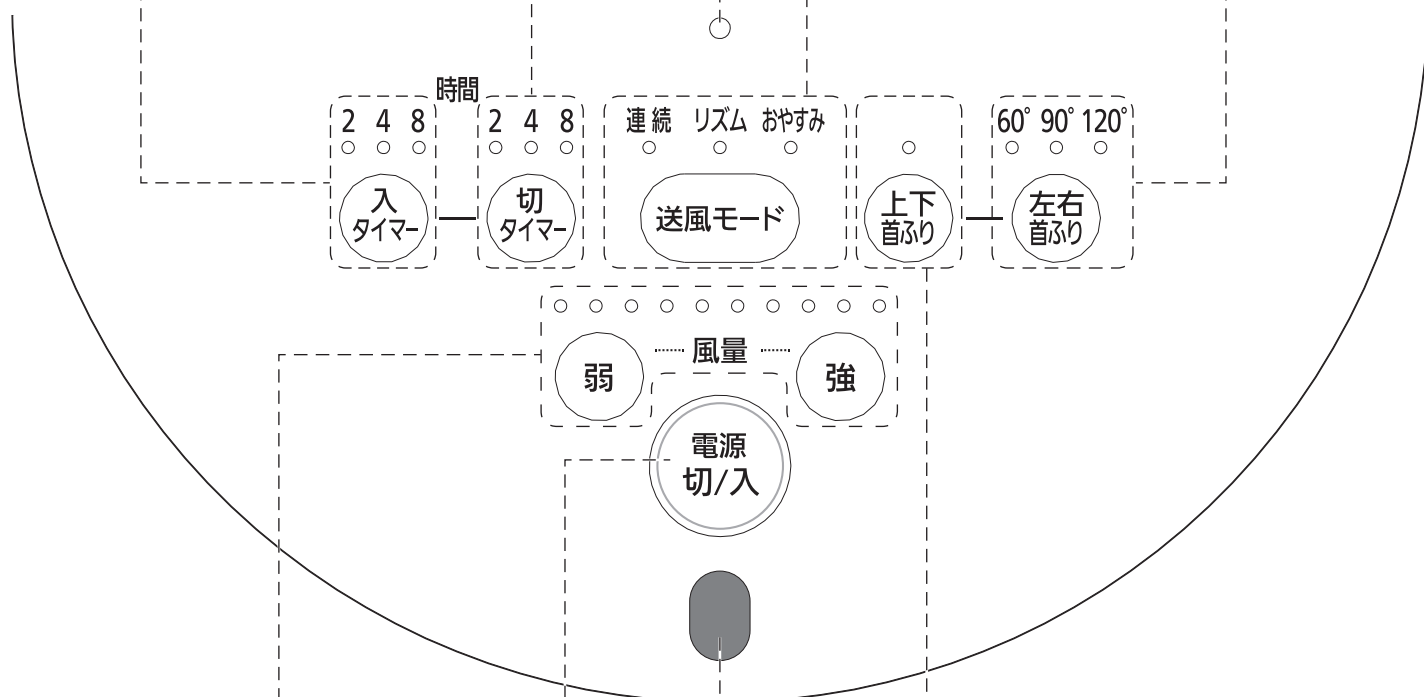 時間
2 4 8
2 4 8
連続 リズム おやすみ
60° 90° 120°
入
タイマー
切
タイマー
送風モード
上下
首ふり
左右
首ふり
風量
弱
強
電源
切/入